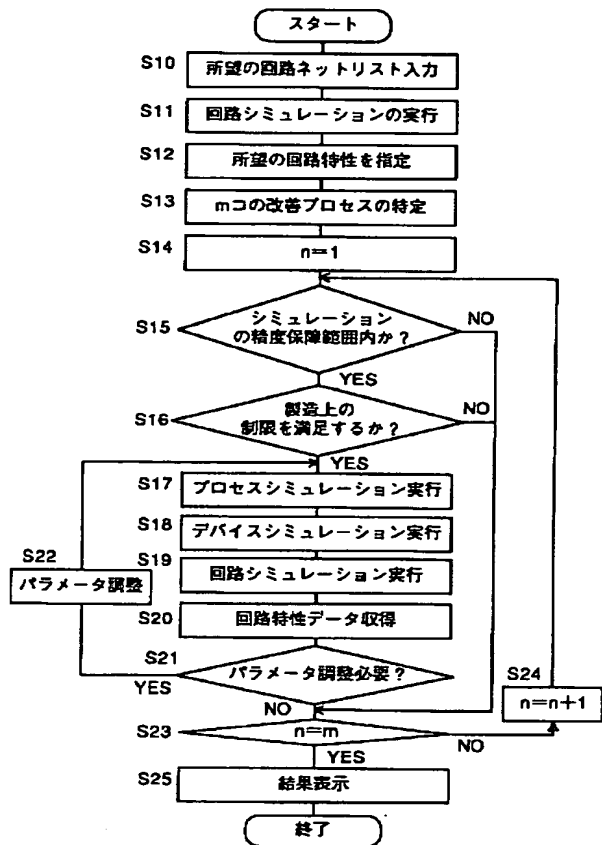 スタート
S10
所望の回路ネットリスト入力
S11
回路シミュレーションの実行
S12
所望の回路特性を指定
S13
mコの改善プロセスの特定
S14
n=1
S15
シミュレーション
の精度保障範囲内か？
NO
YES
S16
製造上の
制限を満足するか？
NO
YES
S17
プロセスシミュレーション実行
S18
デバイスシミュレーション実行
S19
回路シミュレーション実行
S22
パラメータ調整
S20
回路特性データ取得
S21
パラメータ調整必要？
YES
NO
S24
n=n+1
S23
n=m
NO
YES
S25
結果表示
終了